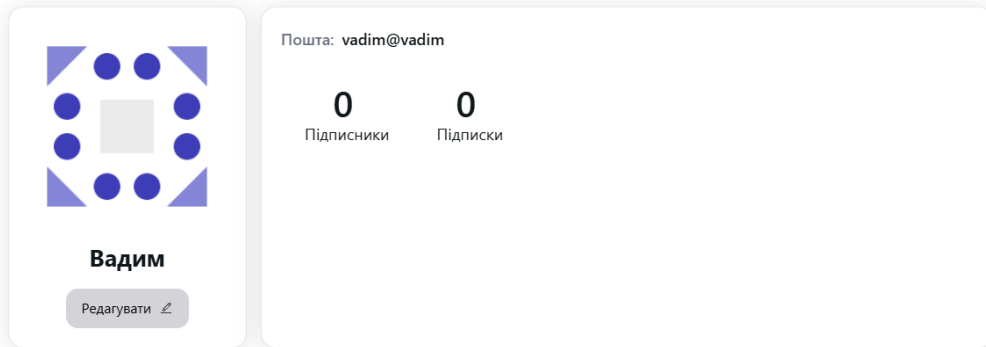 Вадим
Редагувати
Пошта: vadim@vadim
0 0
Підписники Підписки